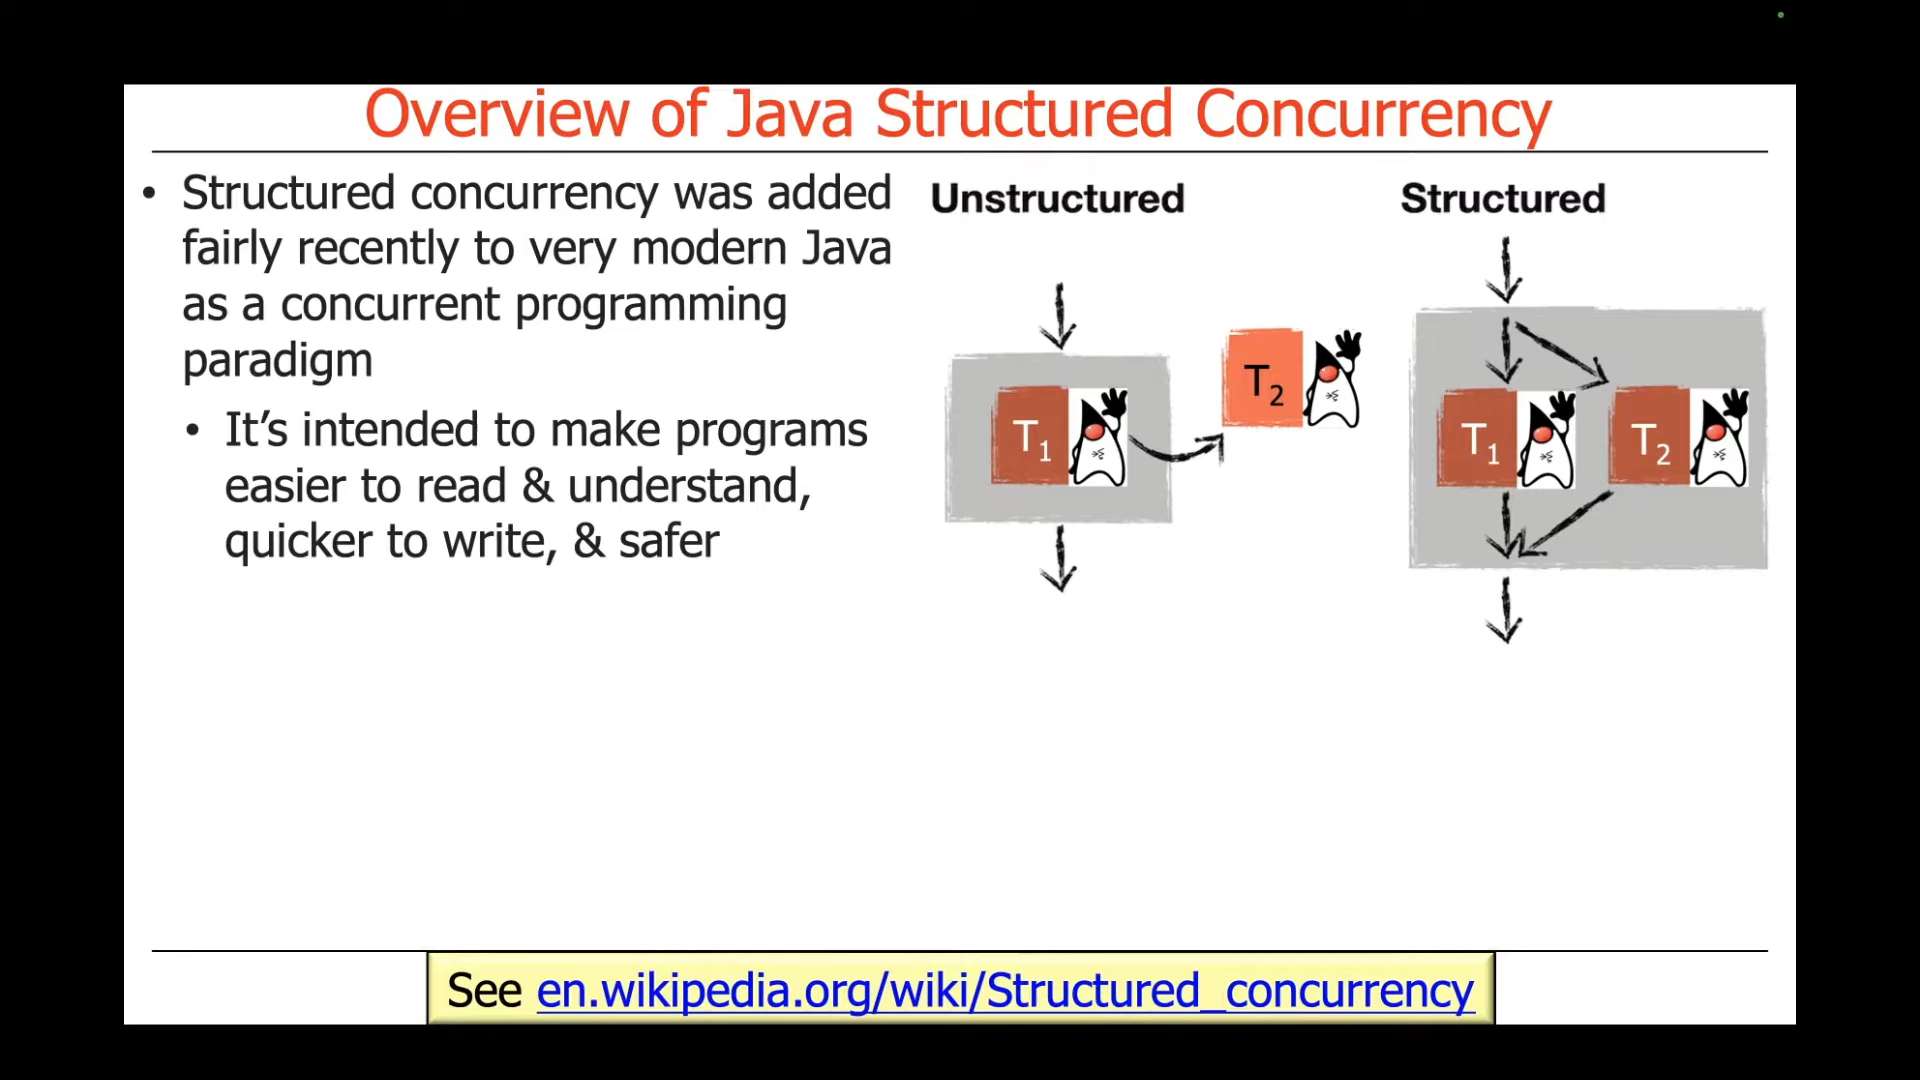 Overview of Java Structured Concurrency
• Structured concurrency was added
fairly recently to very modern Java
as a concurrent programming
paradigm
• It’s intended to make programs
easier to read & understand,
quicker to write, & safer
Unstructured
T1
T2
Structured
T1
T2
See en.wikipedia.org/wiki/Structured_concurrency